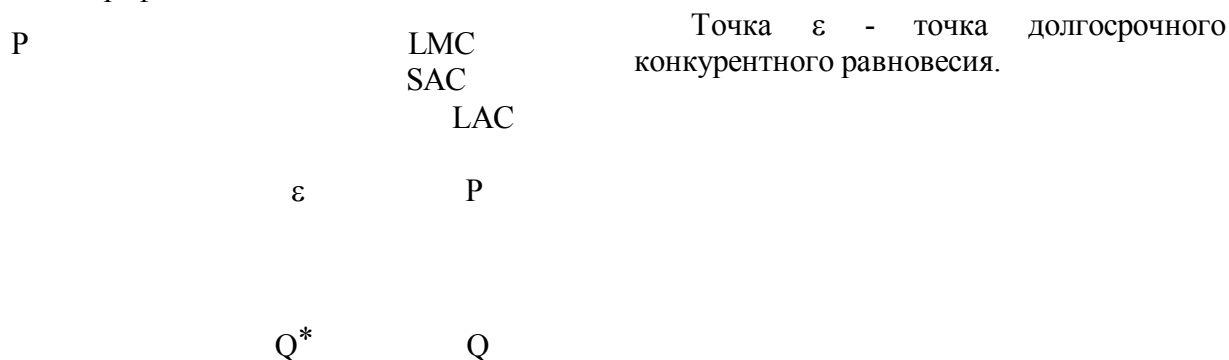 P
LMC
SAC
LAC
ε
P
Q*
Q
Точка ε - точка долгосрочного
конкурентного равновесия.